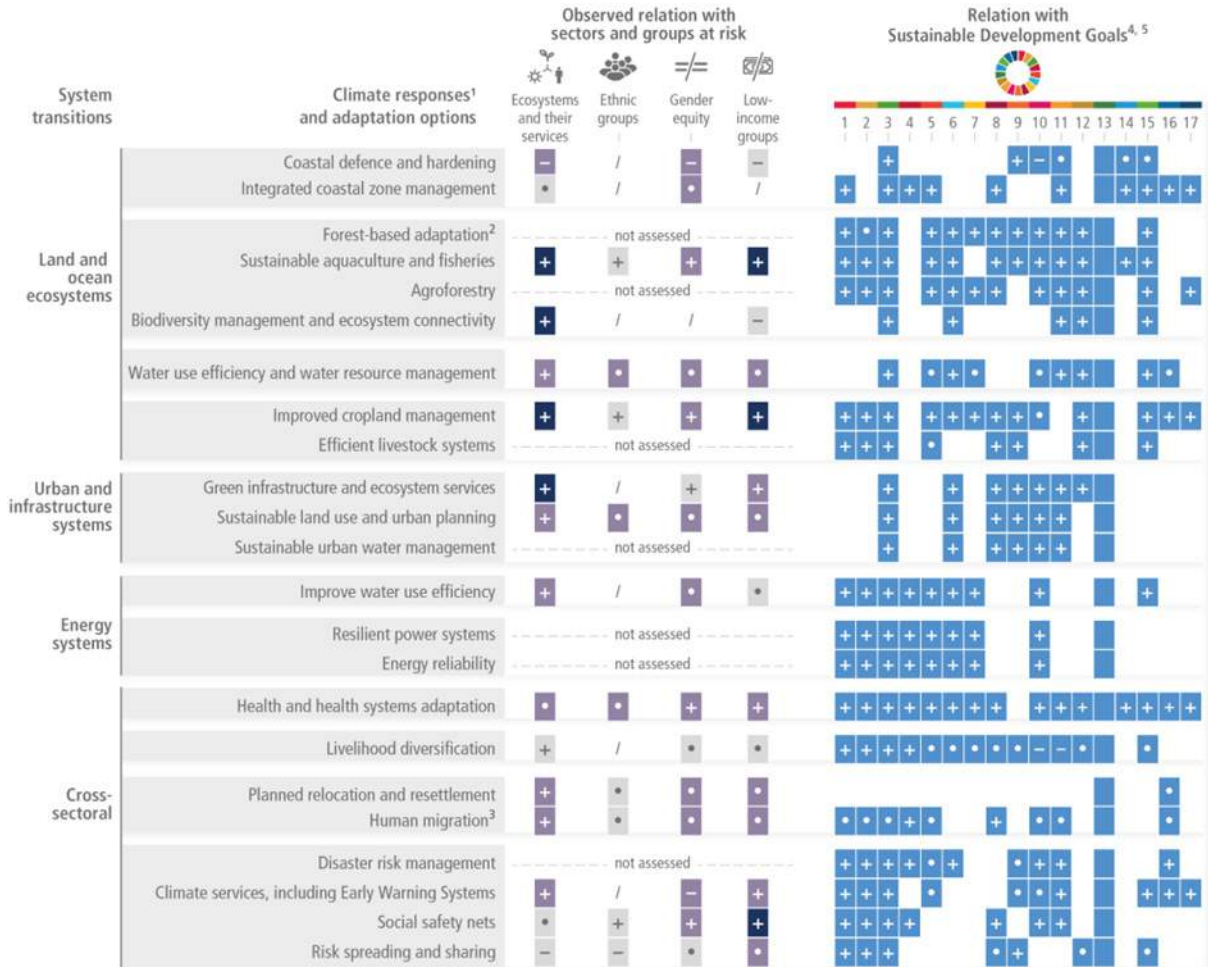 Observed relation with
sectors and groups at risk
Relation with
Sustainable Development Goals4, 5
System
transitions
Climate responses1
and adaptation options
Ecosystems
and their
services
Ethnic
groups
Gender
equity
Low-
income
groups
1 2 3 4 5 6 7 8 9 10 11 12 13 14 15 16 17
Land and
ocean
ecosystems
Coastal defence and hardening
Integrated coastal zone management
Forest-based adaptation2 not assessed
Sustainable aquaculture and fisheries
Agroforestry not assessed
Biodiversity management and ecosystem connectivity
Water use efficiency and water resource management
Improved cropland management
Efficient livestock systems not assessed
Urban and
infrastructure
systems
Green infrastructure and ecosystem services
Sustainable land use and urban planning
Sustainable urban water management not assessed
Energy
systems
Improve water use efficiency
Resilient power systems not assessed
Energy reliability not assessed
Cross-
sectoral
Health and health systems adaptation
Livelihood diversification
Planned relocation and resettlement
Human migration3
Disaster risk management not assessed
Climate services, including Early Warning Systems
Social safety nets
Risk spreading and sharing